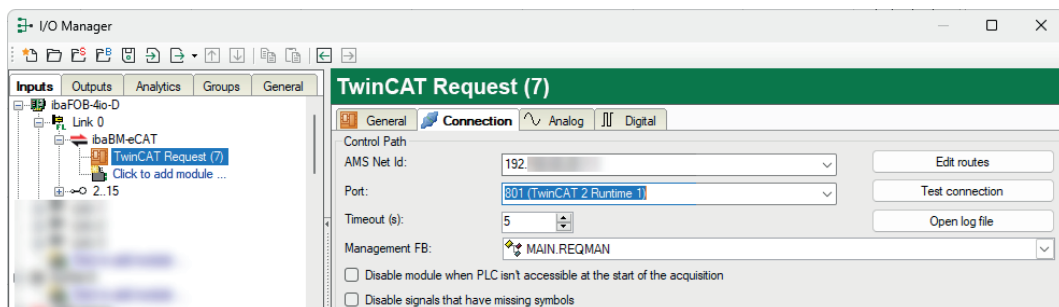 I/O Manager
Inputs Outputs Analytics Groups General
ibaFOB-4io-D
Link 0
ibaBM-eCAT
TwinCAT Request (7)
Click to add module ...
2..15
TwinCAT Request (7)
General Connection Analog Digital
Control Path
AMS Net Id: 192. Edit routes
Port: 801 (TwinCAT 2 Runtime 1) Test connection
Timeout (s): 5 Open log file
Management FB: MAIN.REQMAN
Disable module when PLC isn't accessible at the start of the acquisition
Disable signals that have missing symbols